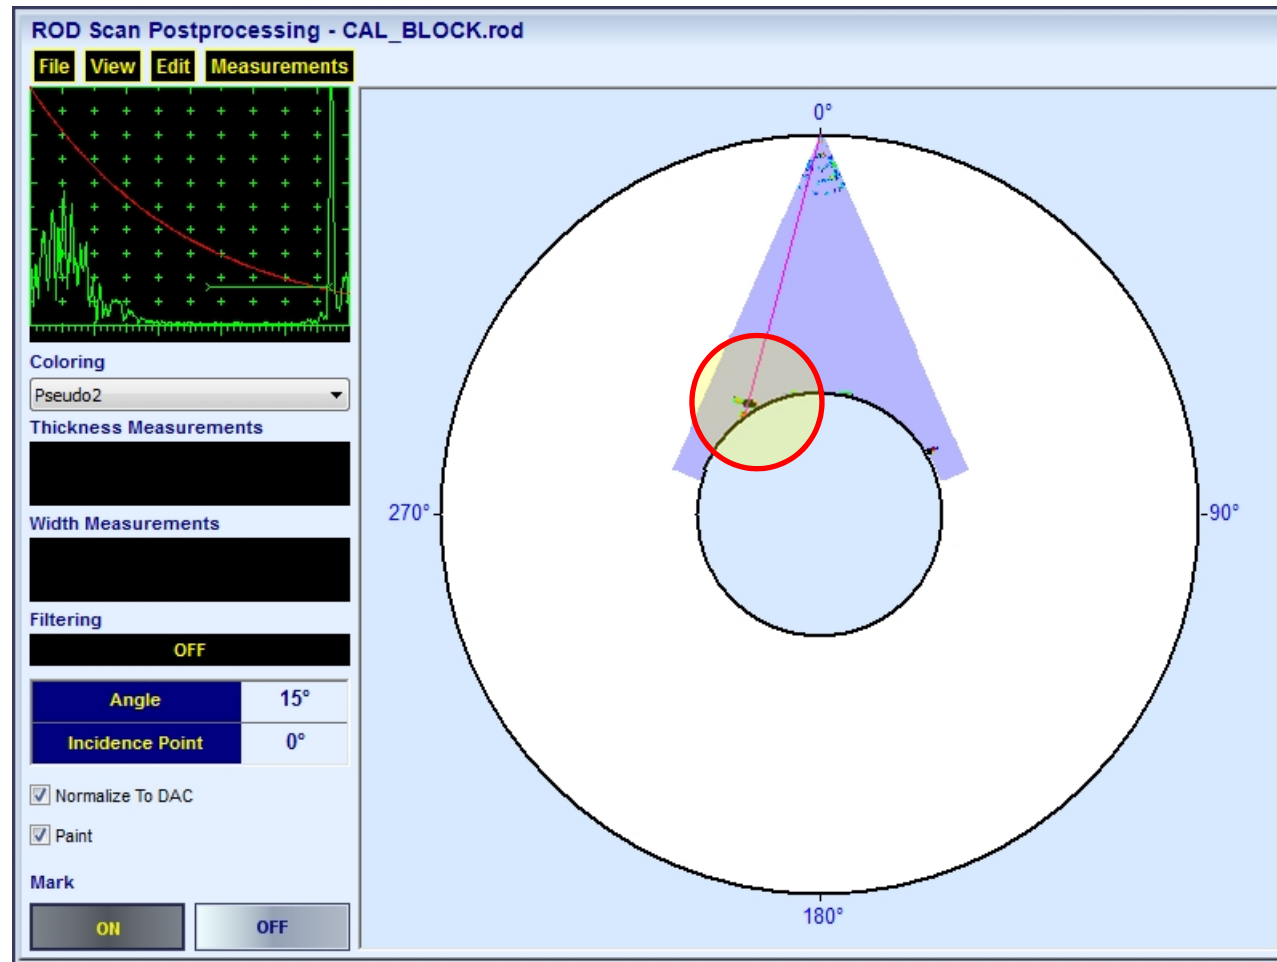 ROD Scan Postprocessing - CAL_BLOCK.rod
File View Edit Measurements
Coloring
Pseudo2
Thickness Measurements
Width Measurements
Filtering
OFF
Angle 15°
Incidence Point 0°
Normalize To DAC
Paint
Mark
ON OFF
0°
270° 90°
180°